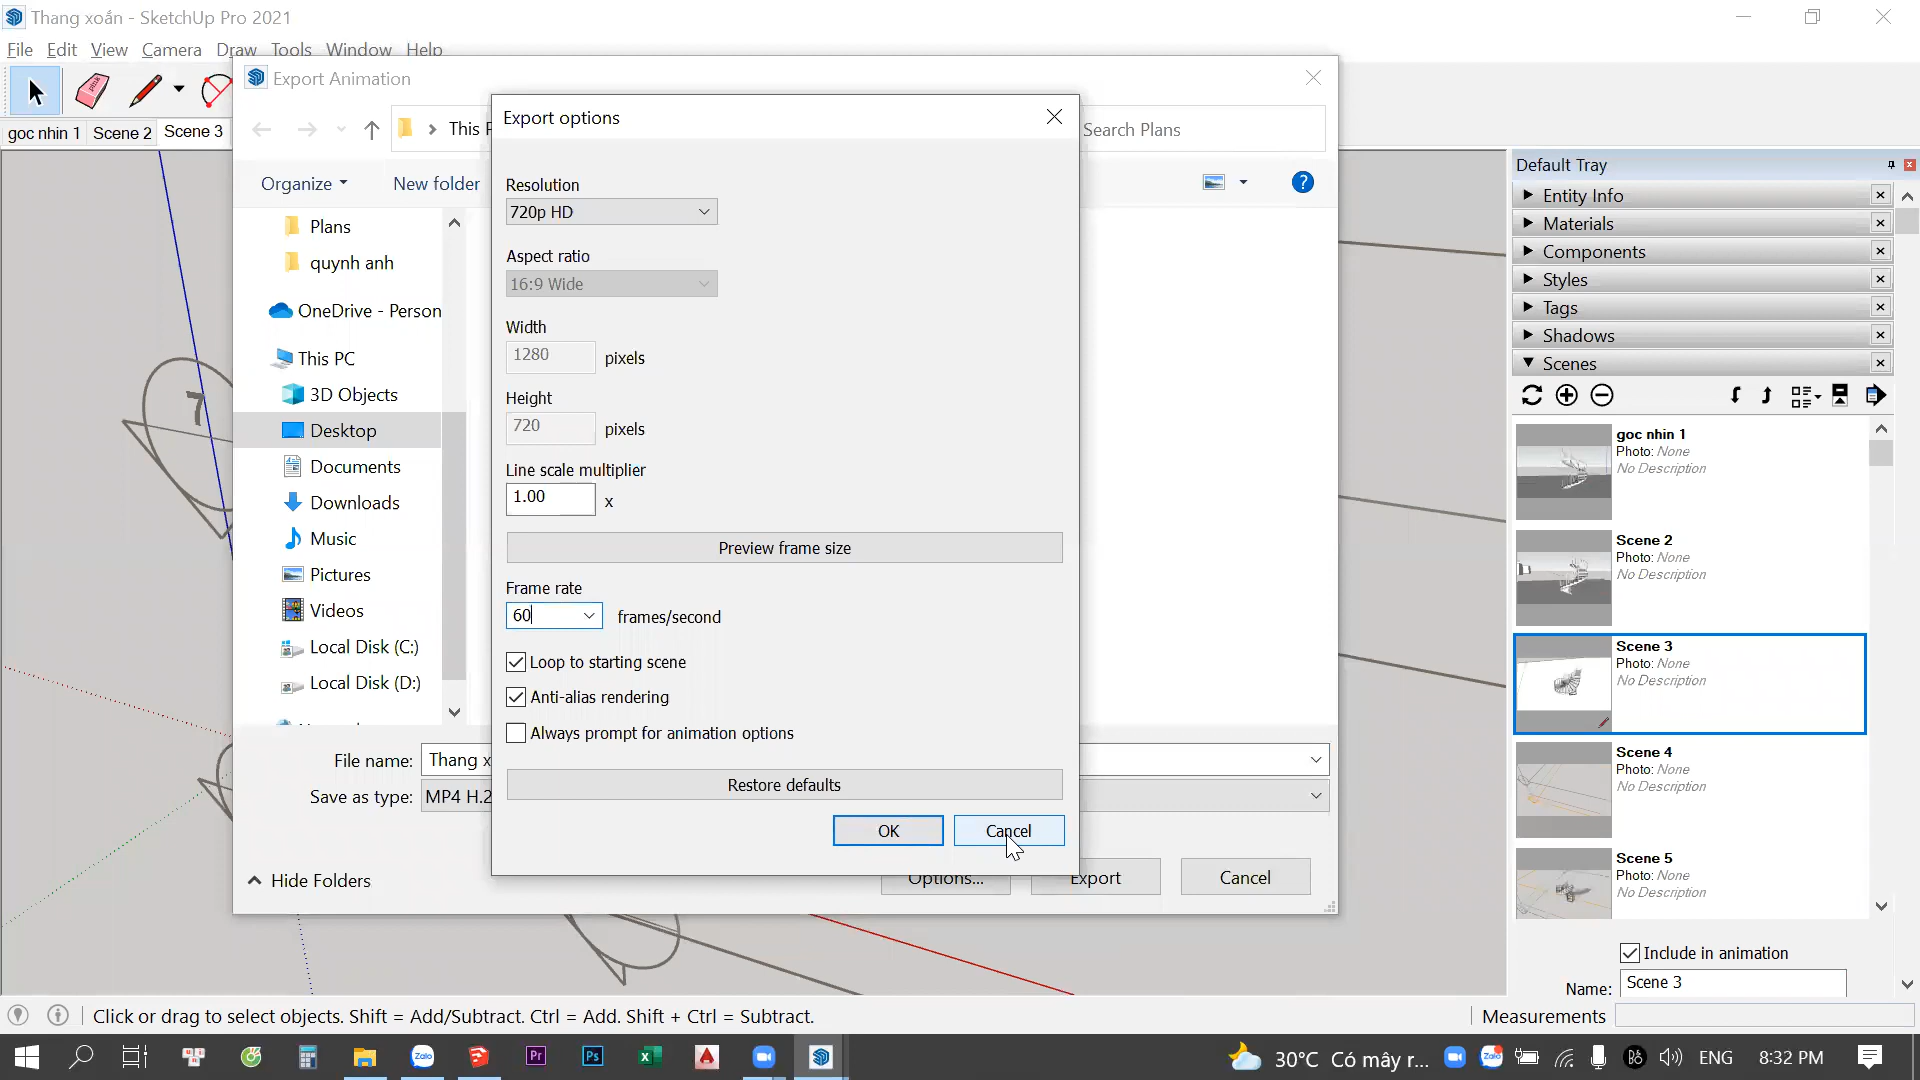 Thang xoắn - SketchUp Pro 2021
File Edit View Camera Draw Tools Window Help
Export Animation
goc nhin 1 Scene 2 Scene 3
This P
Search Plans
Organize
New folder
Plans
quynh anh
OneDrive - Person
This PC
3D Objects
Desktop
Documents
Downloads
Music
Pictures
Videos
Local Disk (C:)
Local Disk (D:)
File name: Thang x
Save as type: MP4 H.2
Hide Folders
Options...
Export
Cancel
Export options
Resolution
720p HD
Aspect ratio
16:9 Wide
Width
1280 pixels
Height
720 pixels
Line scale multiplier
1.00 x
Preview frame size
Frame rate
60 frames/second
Loop to starting scene
Anti-alias rendering
Always prompt for animation options
Restore defaults
OK
Cancel
7
Default Tray
Entity Info
Materials
Components
Styles
Tags
Shadows
Scenes
goc nhin 1
Photo: None
No Description
Scene 2
Photo: None
No Description
Scene 3
Photo: None
No Description
Scene 4
Photo: None
No Description
Scene 5
Photo: None
No Description
Include in animation
Name: Scene 3
Click or drag to select objects. Shift = Add/Subtract. Ctrl = Add. Shift + Ctrl = Subtract.
Measurements
Zalo
Pr
Ps
30°C Có mây r...
Zalo
ENG
8:32 PM